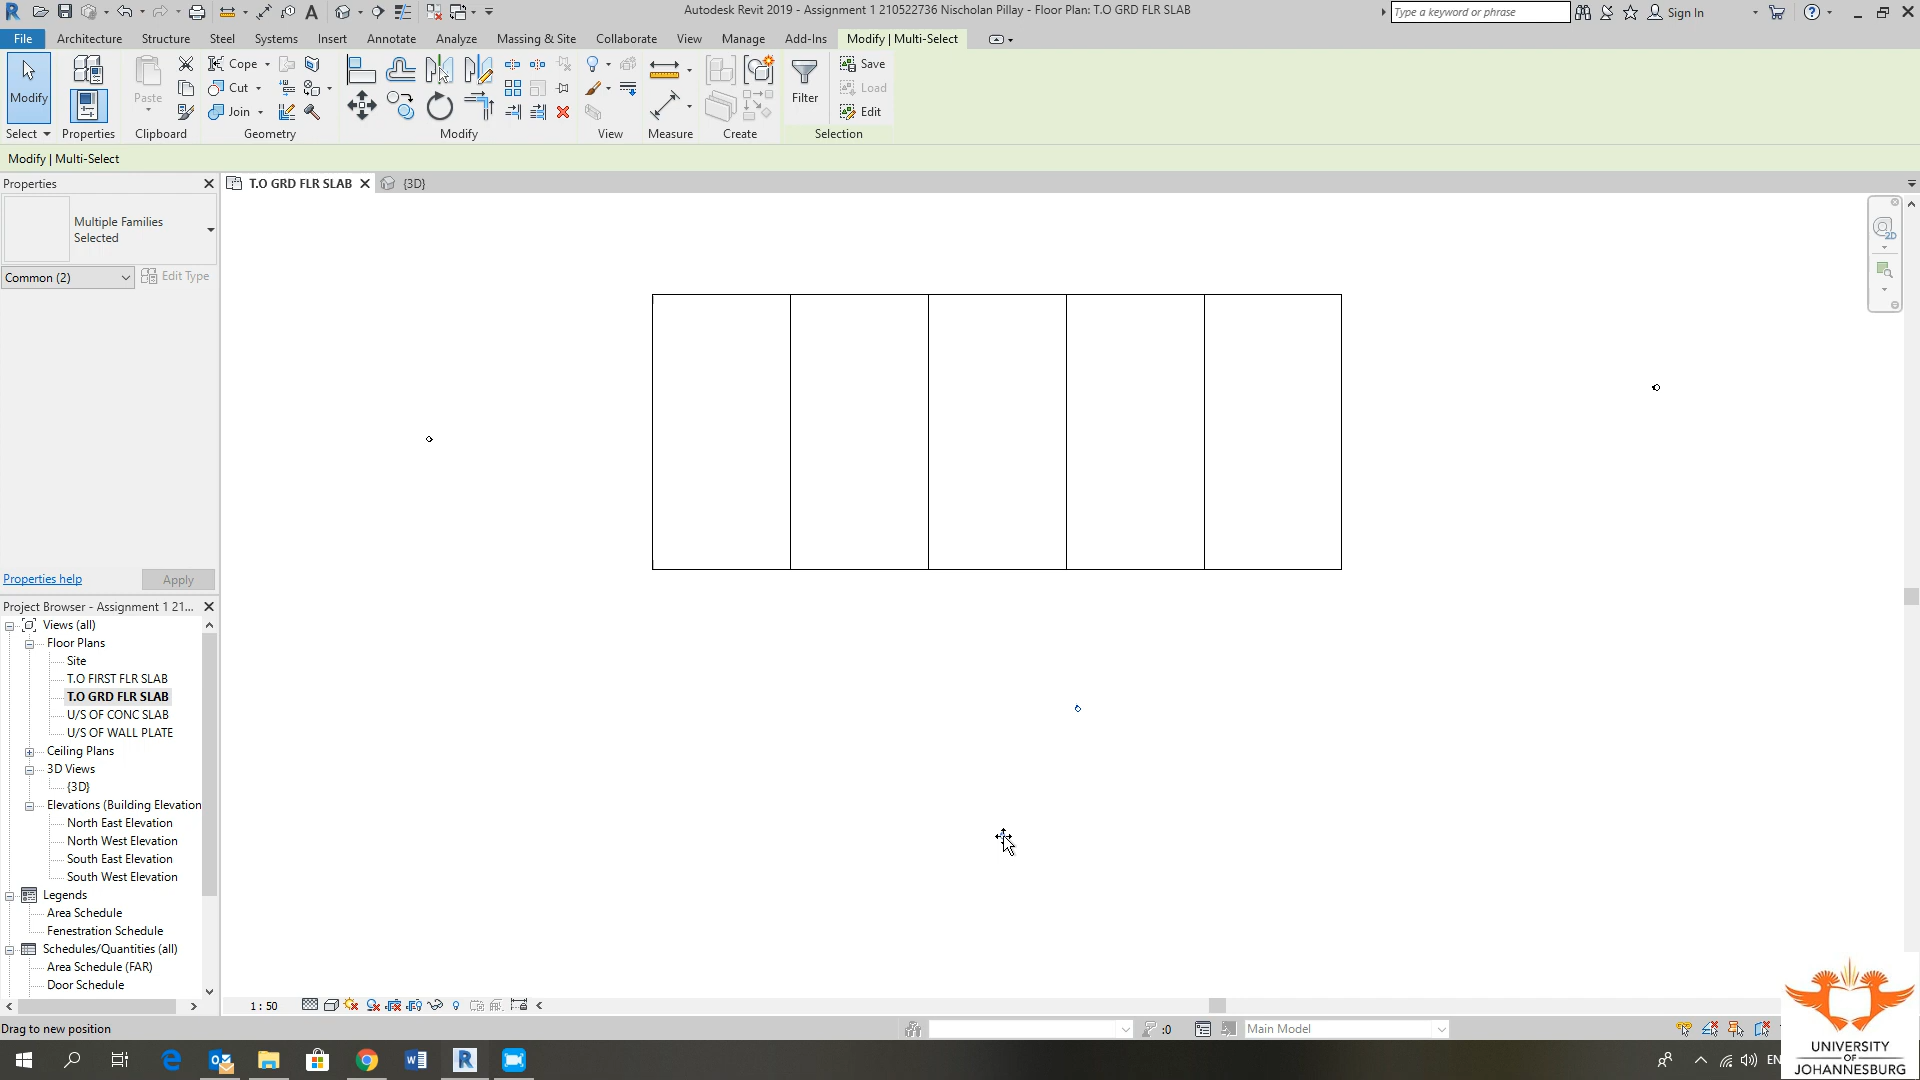 Autodesk Revit 2019 - Assignment 1 210522736 Nischolan Pillay - Floor Plan: T.O GRD FLR SLAB
Type a keyword or phrase
Sign In
File Architecture Structure Steel Systems Insert Annotate Analyze Massing & Site Collaborate View Manage Add-Ins Modify | Multi-Select
Modify
Paste
Cope
Cut
Join
Filter
Save
Load
Edit
Select Properties Clipboard Geometry Modify View Measure Create Selection
Modify | Multi-Select
Properties
Multiple Families
Selected
Common (2)
Edit Type
Properties help
Apply
T.O GRD FLR SLAB
{3D}
2D
Project Browser - Assignment 1 21...
Views (all)
Floor Plans
Site
T.O FIRST FLR SLAB
T.O GRD FLR SLAB
U/S OF CONC SLAB
U/S OF WALL PLATE
Ceiling Plans
3D Views
{3D}
Elevations (Building Elevation
North East Elevation
North West Elevation
South East Elevation
South West Elevation
Legends
Area Schedule
Fenestration Schedule
Schedules/Quantities (all)
Area Schedule (FAR)
Door Schedule
1 : 50
Drag to new position
:0
Main Model
UNIVERSITY
OF
JOHANNESBURG